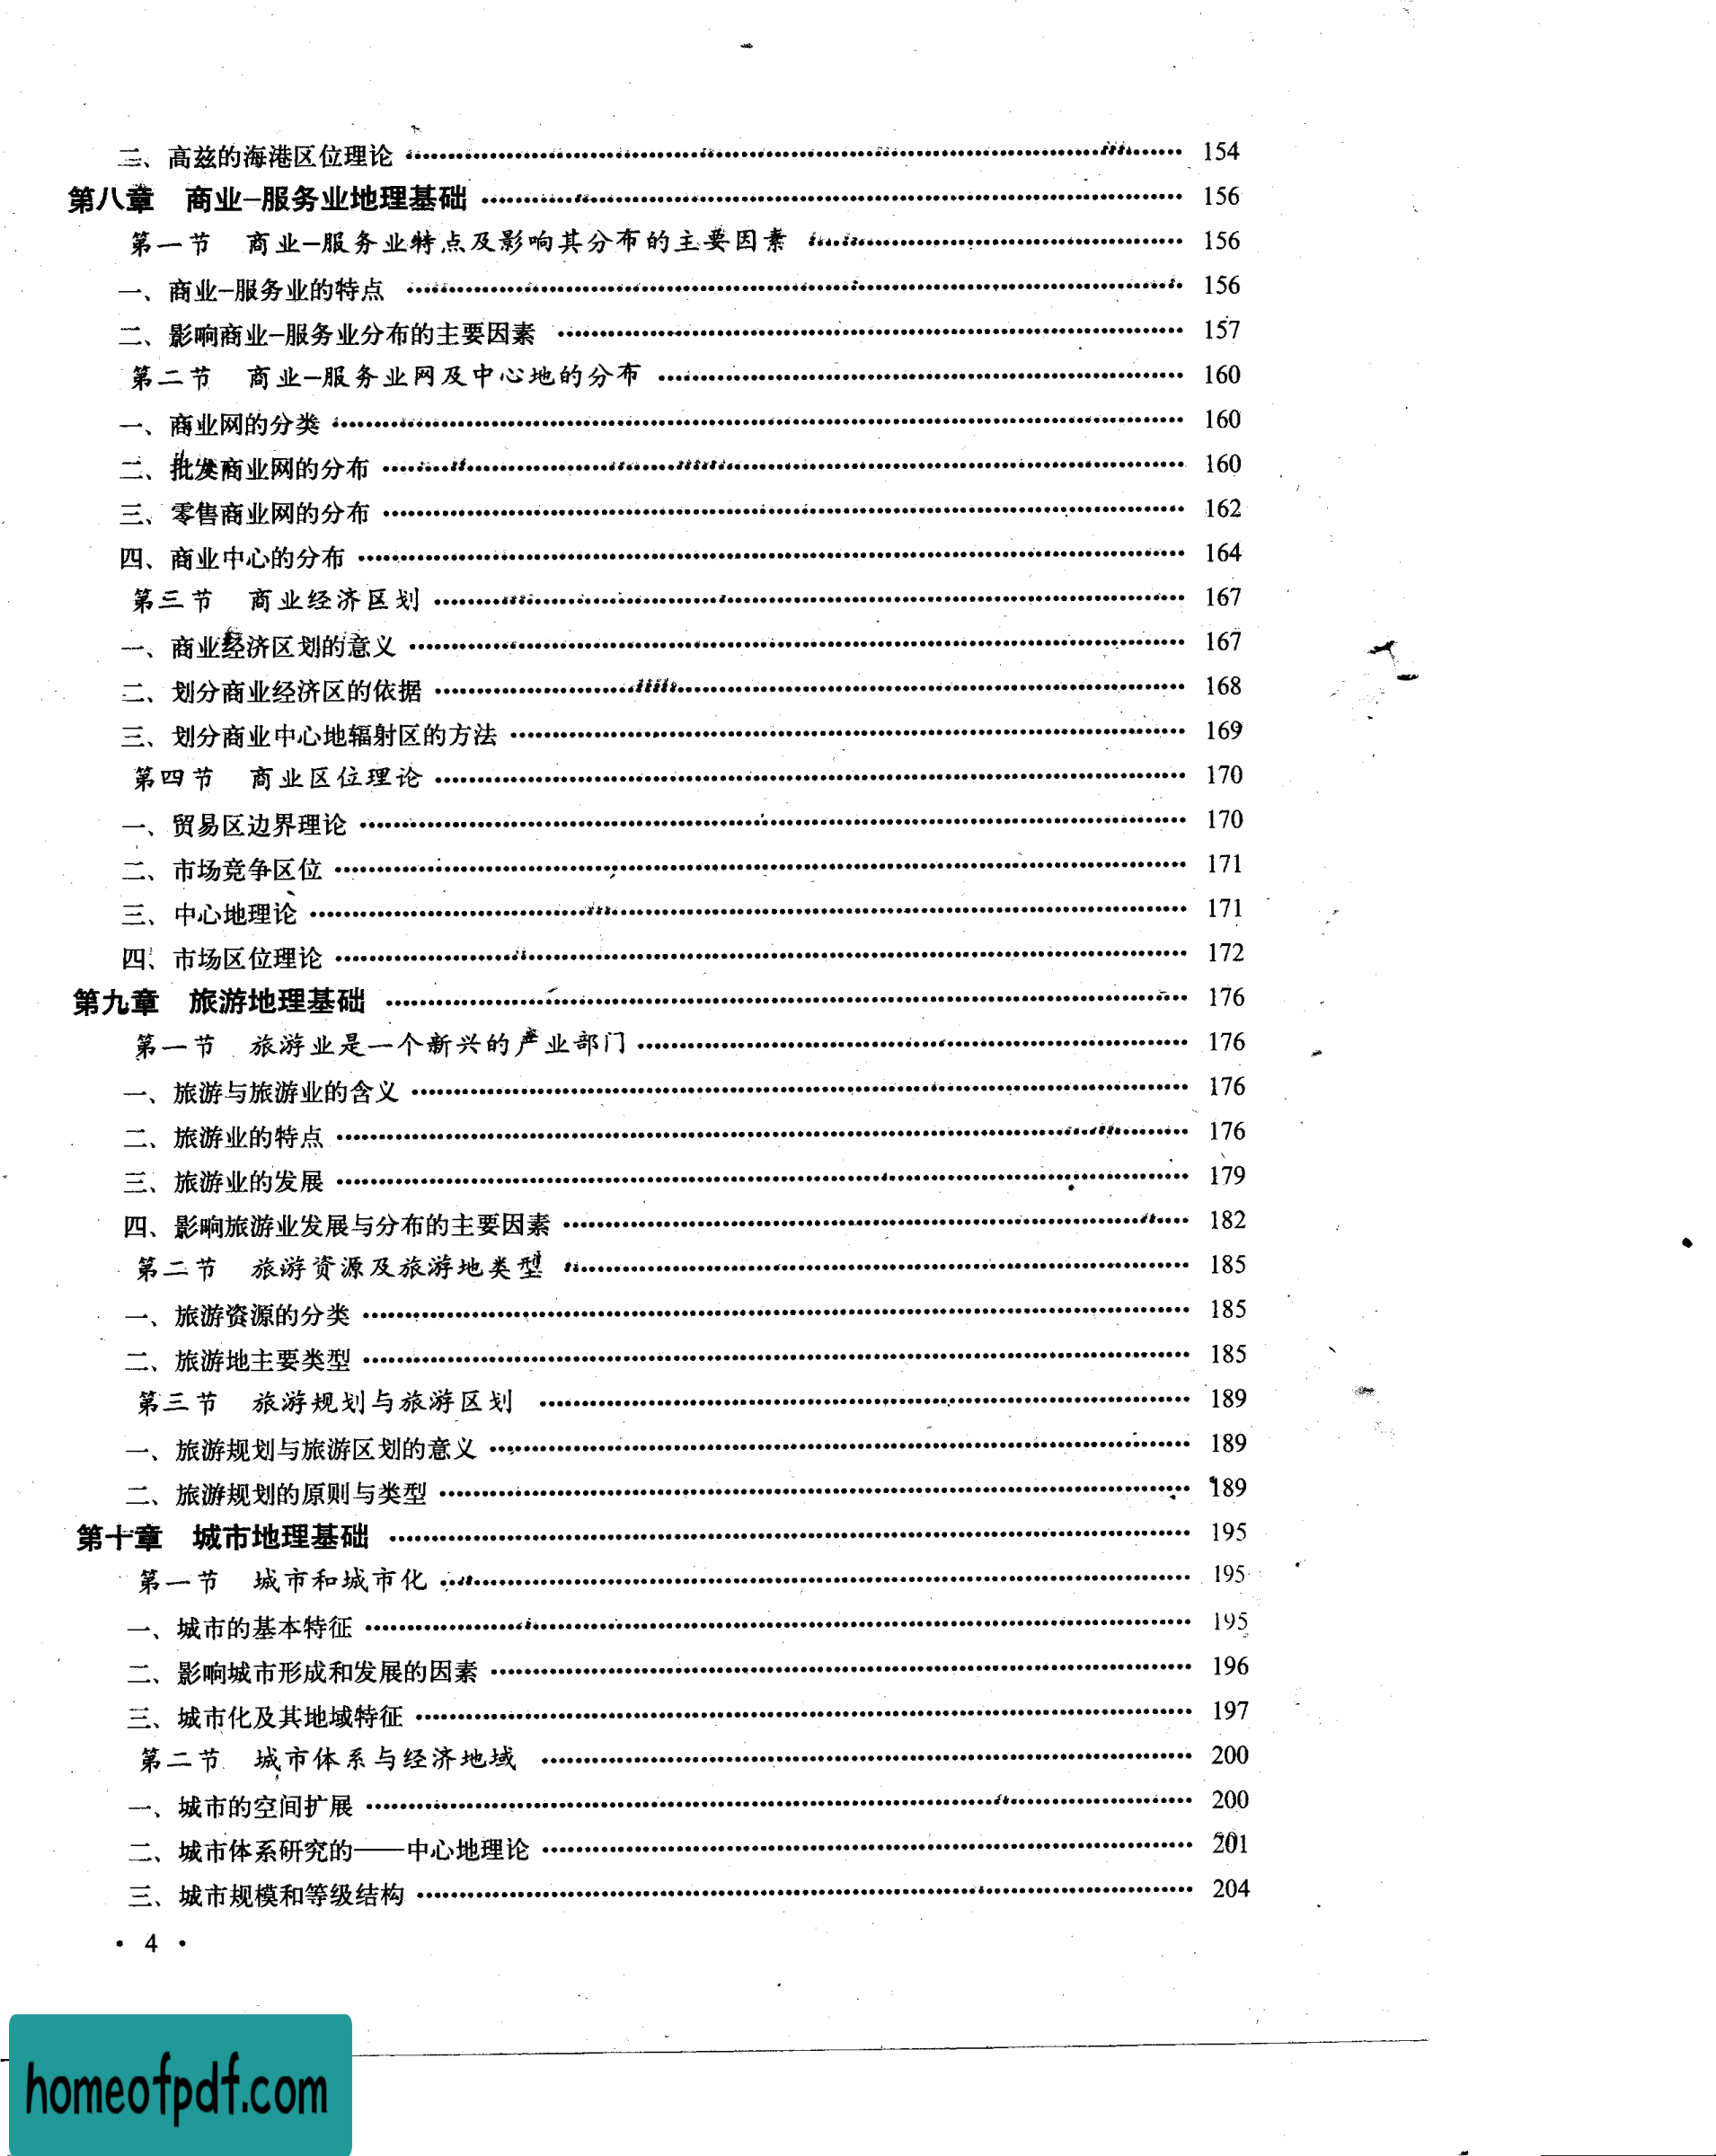 二、高兹的海港区位理论 …… 154
第八章 商业–服务业地理基础 …… 156
第一节 商业–服务业特点及影响其分布的主要因素 …… 156
一、商业–服务业的特点 …… 156
二、影响商业–服务业分布的主要因素 …… 157
第二节 商业–服务业网及中心地的分布 …… 160
一、商业网的分类 …… 160
二、批发商业网的分布 …… 160
三、零售商业网的分布 …… 162
四、商业中心的分布 …… 164
第三节 商业经济区划 …… 167
一、商业经济区划的意义 …… 167
二、划分商业经济区的依据 …… 168
三、划分商业中心地辐射区的方法 …… 169
第四节 商业区位理论 …… 170
一、贸易区边界理论 …… 170
二、市场竞争区位 …… 171
三、中心地理论 …… 171
四、市场区位理论 …… 172
第九章 旅游地理基础 …… 176
第一节 旅游业是一个新兴的产业部门 …… 176
一、旅游与旅游业的含义 …… 176
二、旅游业的特点 …… 176
三、旅游业的发展 …… 179
四、影响旅游业发展与分布的主要因素 …… 182
第二节 旅游资源及旅游地类型 …… 185
一、旅游资源的分类 …… 185
二、旅游地主要类型 …… 185
第三节 旅游规划与旅游区划 …… 189
一、旅游规划与旅游区划的意义 …… 189
二、旅游规划的原则与类型 …… 189
第十章 城市地理基础 …… 195
第一节 城市和城市化 …… 195
一、城市的基本特征 …… 195
二、影响城市形成和发展的因素 …… 196
三、城市化及其地域特征 …… 197
第二节 城市体系与经济地域 …… 200
一、城市的空间扩展 …… 200
二、城市体系研究的——中心地理论 …… 201
三、城市规模和等级结构 …… 204
· 4 ·
homeofpdf.com